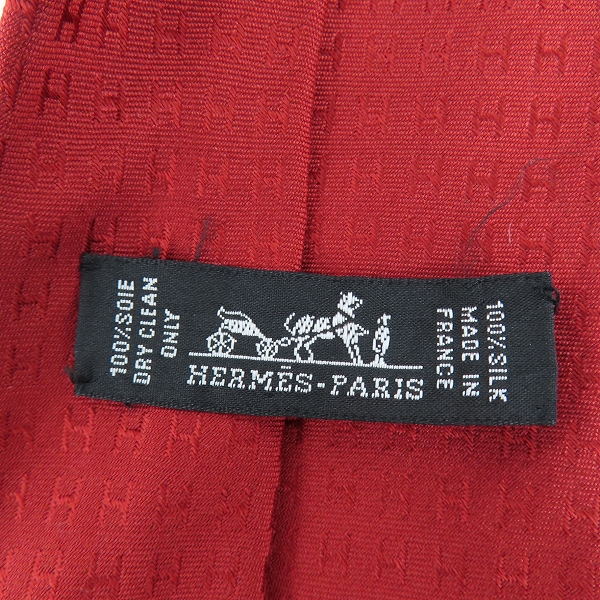 100%SOIE
DRY CLEAN
ONLY
HERMÈS-PARIS
MADE IN
FRANCE
100%SILK